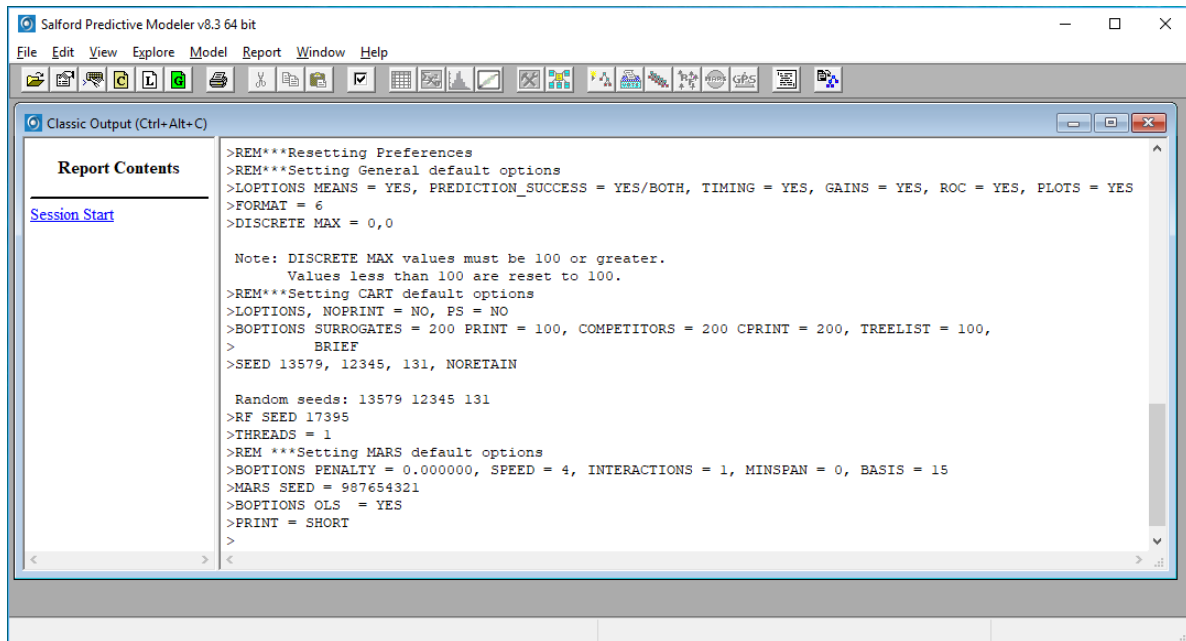 Salford Predictive Modeler v8.3 64 bit
File Edit View Explore Model Report Window Help
Classic Output (Ctrl+Alt+C)
Report Contents
Session Start
>REM***Resetting Preferences
>REM***Setting General default options
>LOPTIONS MEANS = YES, PREDICTION_SUCCESS = YES/BOTH, TIMING = YES, GAINS = YES, ROC = YES, PLOTS = YES
>FORMAT = 6
>DISCRETE MAX = 0,0
Note: DISCRETE MAX values must be 100 or greater.
Values less than 100 are reset to 100.
>REM***Setting CART default options
>LOPTIONS, NOPRINT = NO, PS = NO
>BOPTIONS SURROGATES = 200 PRINT = 100, COMPETITORS = 200 CPRINT = 200, TREELIST = 100,
> BRIEF
>SEED 13579, 12345, 131, NORETAIN
Random seeds: 13579 12345 131
>RF SEED 17395
>THREADS = 1
>REM ***Setting MARS default options
>BOPTIONS PENALTY = 0.000000, SPEED = 4, INTERACTIONS = 1, MINSPAN = 0, BASIS = 15
>MARS SEED = 987654321
>BOPTIONS OLS = YES
>PRINT = SHORT
>